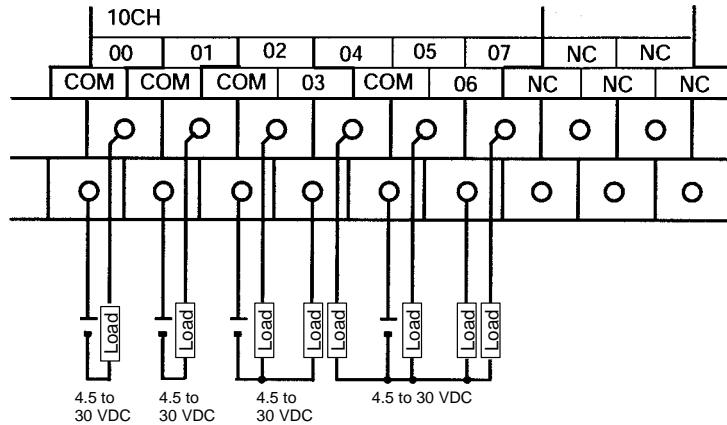 10CH
00 01 02 04 05 07 NC NC
COM COM COM 03 COM 06 NC NC NC
Load Load Load Load Load Load Load Load
4.5 to 4.5 to 4.5 to 4.5 to 30 VDC
30 VDC 30 VDC 30 VDC